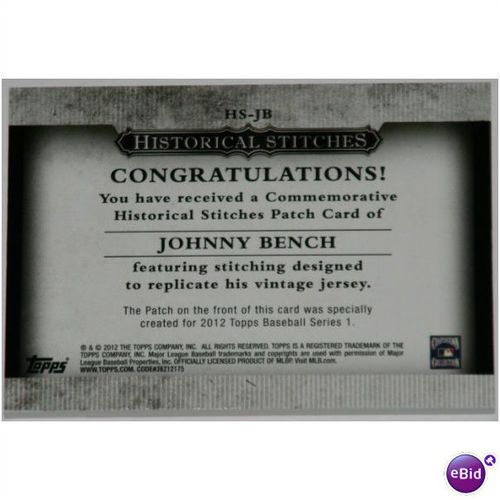 HS-JB
HISTORICAL STITCHES
CONGRATULATIONS!
You have received a Commemorative
Historical Stitches Patch Card of
JOHNNY BENCH
featuring stitching designed
to replicate his vintage jersey.
The Patch on the front of this card was specially
created for 2012 Topps Baseball Series 1.
® & © 2012 THE TOPPS COMPANY, INC. ALL RIGHTS RESERVED. TOPPS IS A REGISTERED TRADEMARK OF THE
TOPPS COMPANY, INC. Major League Baseball trademarks and copyrights are used with permission of Major
League Baseball Properties, Inc. OFFICIALLY LICENSED PRODUCT OF MLBP. Visit MLB.com.
WWW.TOPPS.COM. CODE#38212175
Topps
eBid